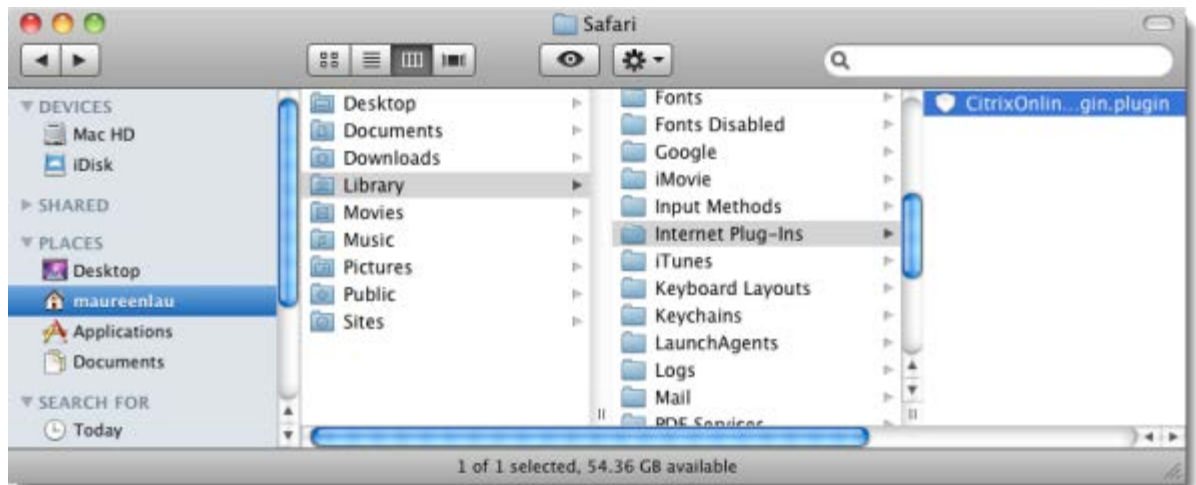 Safari
DEVICES
Mac HD
iDisk
SHARED
PLACES
Desktop
maureenlau
Applications
Documents
SEARCH FOR
Today
Desktop
Documents
Downloads
Library
Movies
Music
Pictures
Public
Sites
Fonts
Fonts Disabled
Google
iMovie
Input Methods
Internet Plug-Ins
iTunes
Keyboard Layouts
Keychains
LaunchAgents
Logs
Mail
PDF Services
CitrixOnlin...gin.plugin
1 of 1 selected, 54.36 GB available